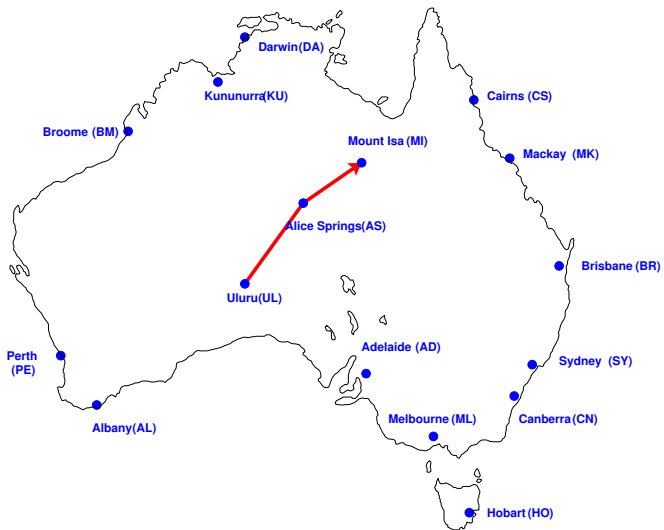 Darwin(DA)
Kununurra(KU)
Cairns (CS)
Broome (BM)
Mount Isa (MI)
Mackay (MK)
Alice Springs(AS)
Brisbane (BR)
Uluru(UL)
Adelaide (AD)
Perth
(PE)
Sydney (SY)
Melbourne (ML)
Canberra (CN)
Albany(AL)
Hobart (HO)